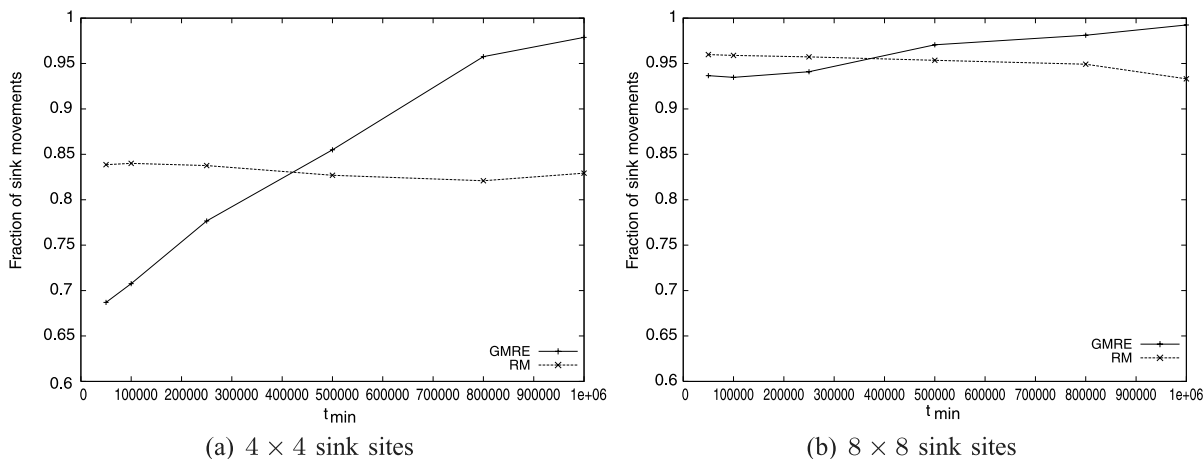 1
0.95
0.9
0.85
0.8
0.75
0.7
0.65
0.6
Fraction of sink movements
GMRE
RM
0 100000 200000 300000 400000 500000 600000 700000 800000 900000 1e+06
t min
(a) 4 × 4 sink sites
1
0.95
0.9
0.85
0.8
0.75
0.7
0.65
0.6
Fraction of sink movements
GMRE
RM
0 100000 200000 300000 400000 500000 600000 700000 800000 900000 1e+06
t min
(b) 8 × 8 sink sites